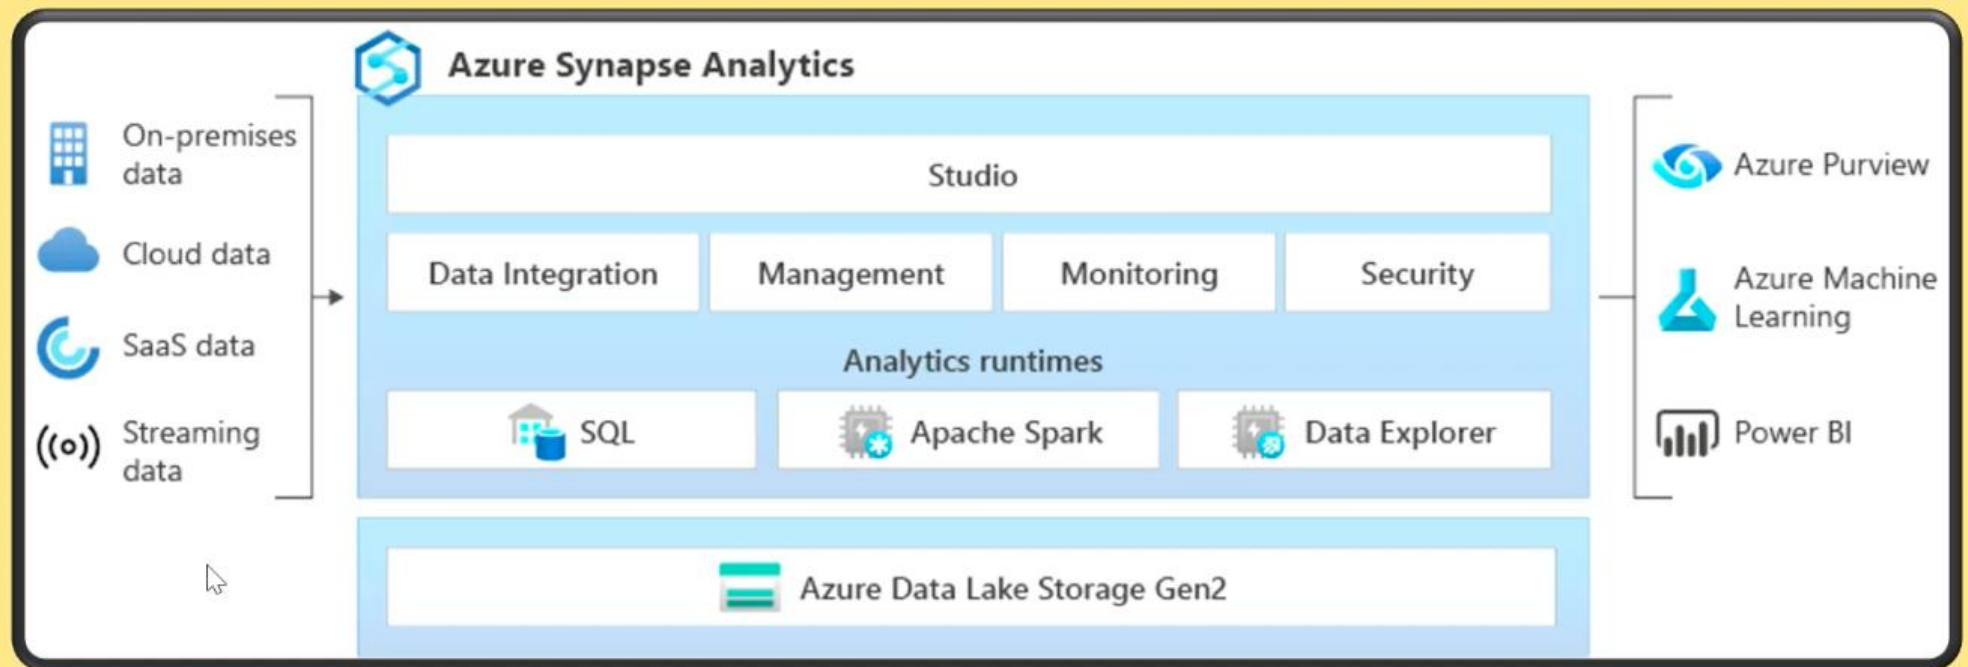 Azure Synapse Analytics
On-premises
data
Cloud data
SaaS data
Streaming
data
Studio
Data Integration
Management
Monitoring
Security
Analytics runtimes
SQL
Apache Spark
Data Explorer
Azure Data Lake Storage Gen2
Azure Purview
Azure Machine
Learning
Power BI